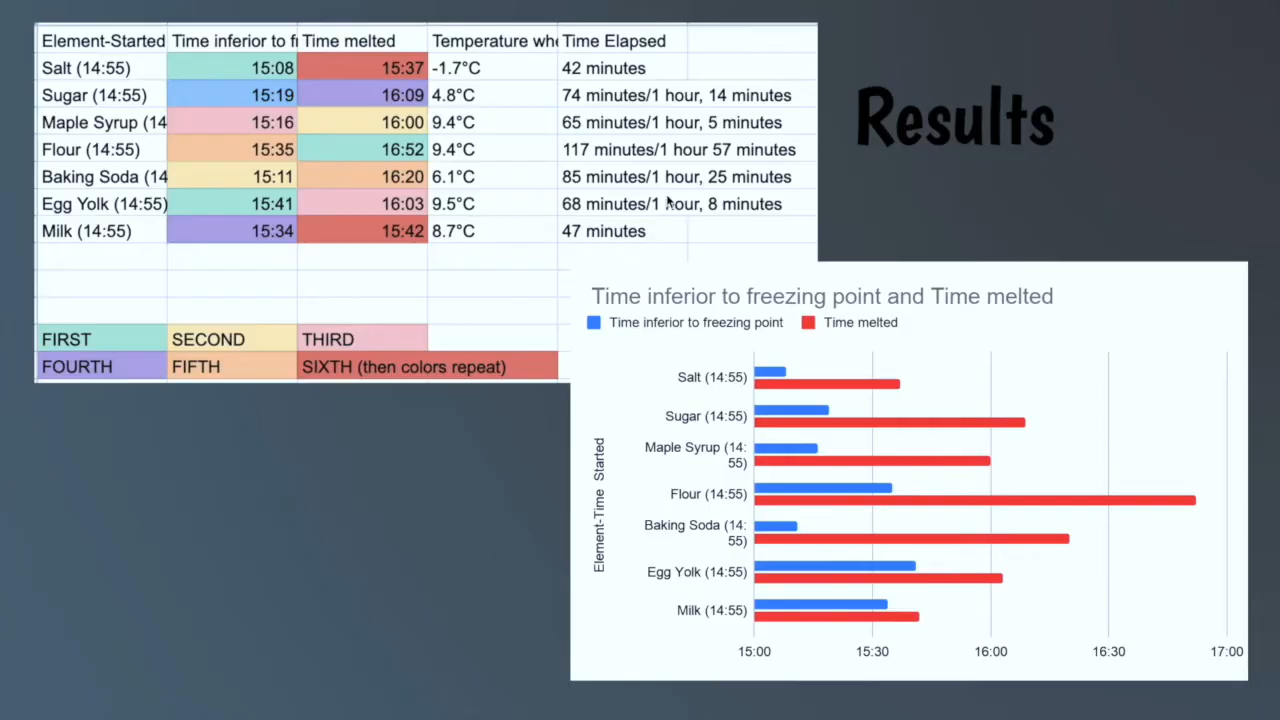 Element-Started Time inferior to fr Time melted Temperature whe Time Elapsed
Salt (14:55) 15:08 15:37 -1.7°C 42 minutes
Sugar (14:55) 15:19 16:09 4.8°C 74 minutes/1 hour, 14 minutes
Maple Syrup (14 15:16 16:00 9.4°C 65 minutes/1 hour, 5 minutes
Flour (14:55) 15:35 16:52 9.4°C 117 minutes/1 hour 57 minutes
Baking Soda (14 15:11 16:20 6.1°C 85 minutes/1 hour, 25 minutes
Egg Yolk (14:55) 15:41 16:03 9.5°C 68 minutes/1 hour, 8 minutes
Milk (14:55) 15:34 15:42 8.7°C 47 minutes
FIRST SECOND THIRD
FOURTH FIFTH SIXTH (then colors repeat)
Results
Time inferior to freezing point and Time melted
Time inferior to freezing point Time melted
Element-Time Started
Salt (14:55)
Sugar (14:55)
Maple Syrup (14:
55)
Flour (14:55)
Baking Soda (14:
55)
Egg Yolk (14:55)
Milk (14:55)
15:00 15:30 16:00 16:30 17:00